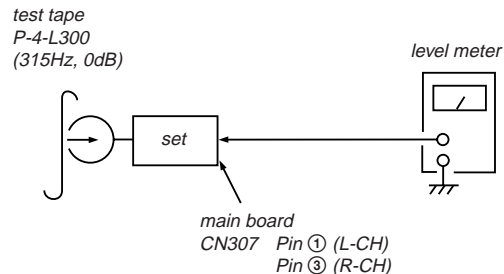 test tape
P-4-L300
(315Hz, 0dB)
level meter
set
main board
CN307 Pin ① (L-CH)
Pin ③ (R-CH)